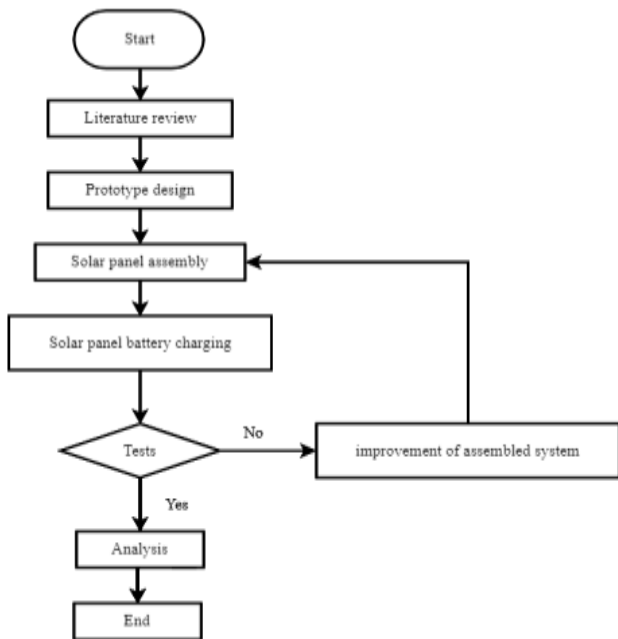 Start
Literature review
Prototype design
Solar panel assembly
Solar panel battery charging
Tests
No
improvement of assembled system
Yes
Analysis
End